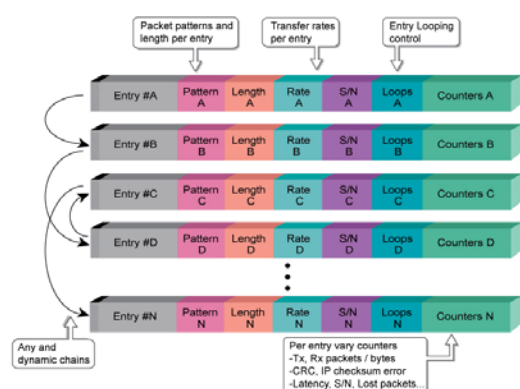 Packet patterns and
length per entry
Transfer rates
per entry
Entry Looping
control
Entry #A Pattern A Length A Rate A S/N A Loops A Counters A
Entry #B Pattern B Length B Rate B S/N B Loops B Counters B
Entry #C Pattern C Length C Rate C S/N C Loops C Counters C
Entry #D Pattern D Length D Rate D S/N D Loops D Counters D
Entry #N Pattern N Length N Rate N S/N N Loops N Counters N
Any and
dynamic chains
Per entry vary counters
-Tx, Rx packets / bytes
-CRC, IP checksum error
-Latency, S/N, Lost packets...